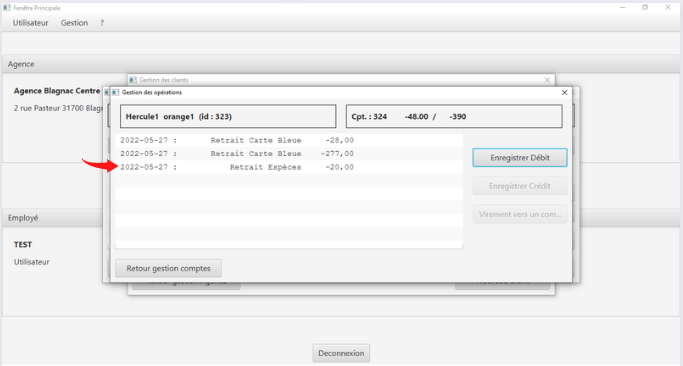 Fenêtre Principale
Utilisateur Gestion ?
Agence
Gestion des clients
Agence Blagnac Centre
Gestion des opérations
2 rue Pasteur 31700
Hercule1 orange1 (id : 323)
Cpt. : 324 -48.00 / -390
2022-05-27 : Retrait Carte Bleue -28,00
2022-05-27 : Retrait Carte Bleue -277,00
2022-05-27 : Retrait Espèces -20,00
Enregistrer Débit
Enregistrer Crédit
Virement vers un com...
Employé
TEST
Utilisateur
Retour gestion comptes
Deconnexion